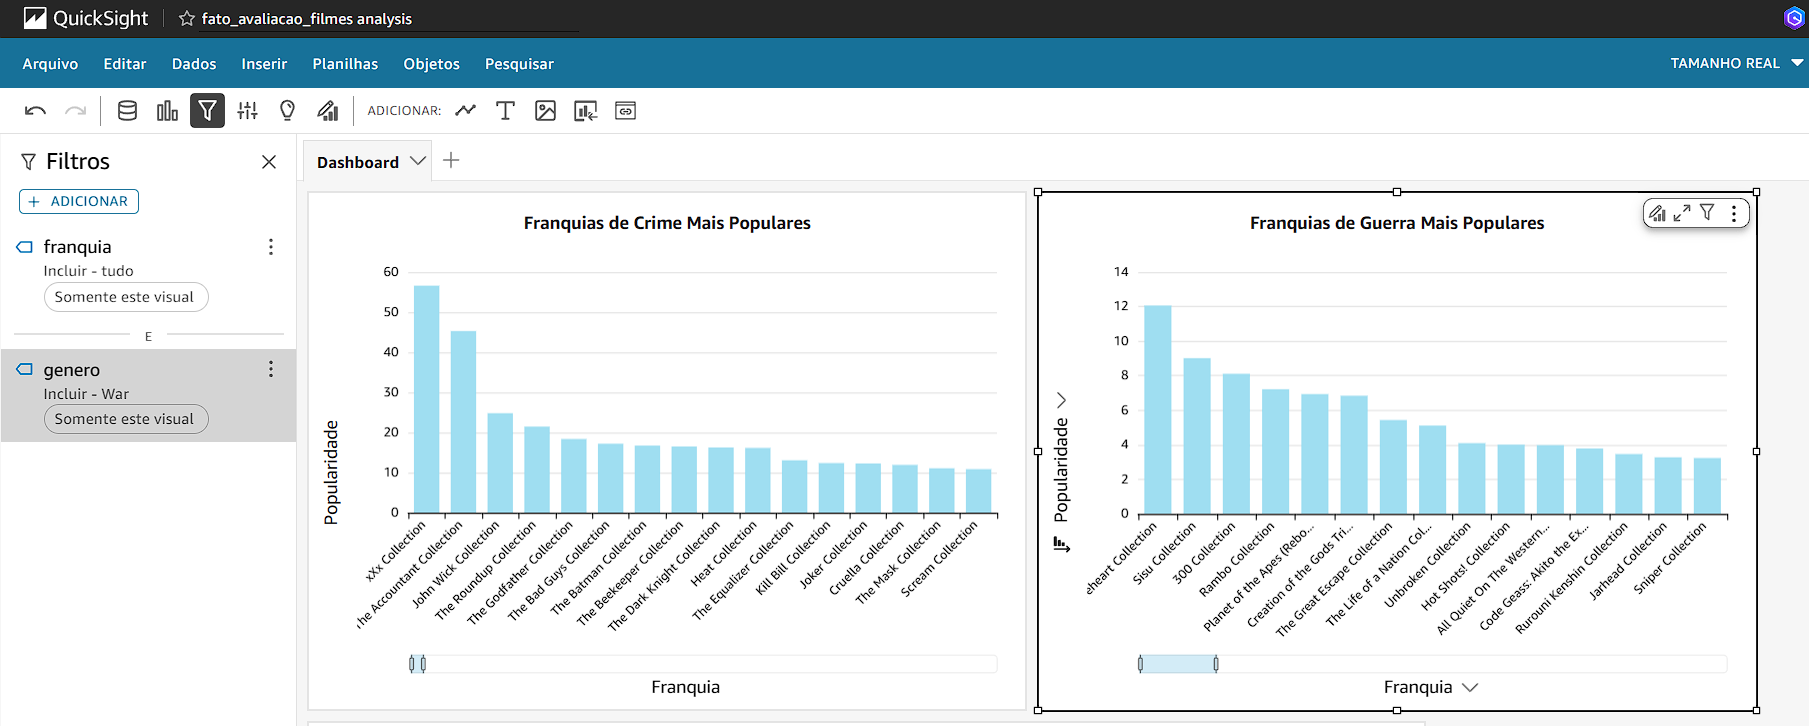 QuickSight
fato_avaliacao_filmes analysis
Arquivo Editar Dados Inserir Planilhas Objetos Pesquisar
TAMANHO REAL
ADICIONAR:
Filtros
+ ADICIONAR
franquia
Incluir - tudo
Somente este visual
E
genero
Incluir - War
Somente este visual
Dashboard
Franquias de Crime Mais Populares
Popularidade
60
50
40
30
20
10
0
xXx Collection
he Accountant Collection
John Wick Collection
The Roundup Collection
The Godfather Collection
The Bad Guys Collection
The Batman Collection
The Beekeeper Collection
The Dark Knight Collection
Heat Collection
The Equalizer Collection
Kill Bill Collection
Joker Collection
Cruella Collection
The Mask Collection
Scream Collection
Franquia
Franquias de Guerra Mais Populares
Popularidade
14
12
10
8
6
4
2
0
eheart Collection
Sisu Collection
300 Collection
Rambo Collection
Planet of the Apes (Rebo...
Creation of the Gods Tri...
The Great Escape Collection
The Life of a Nation Col...
Unbroken Collection
Hot Shots! Collection
All Quiet On The Western...
Code Geass: Akito the Ex...
Rurouni Kenshin Collection
Jarhead Collection
Sniper Collection
Franquia